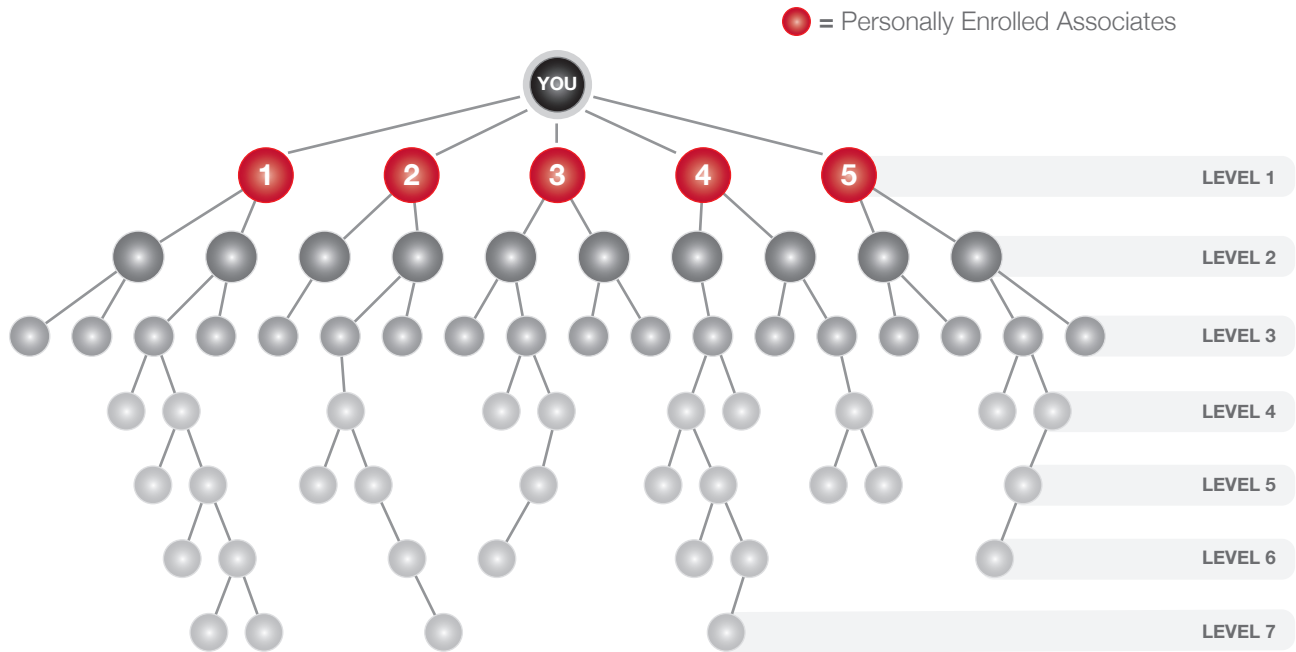 = Personally Enrolled Associates
YOU
1 2 3 4 5 LEVEL 1
LEVEL 2
LEVEL 3
LEVEL 4
LEVEL 5
LEVEL 6
LEVEL 7